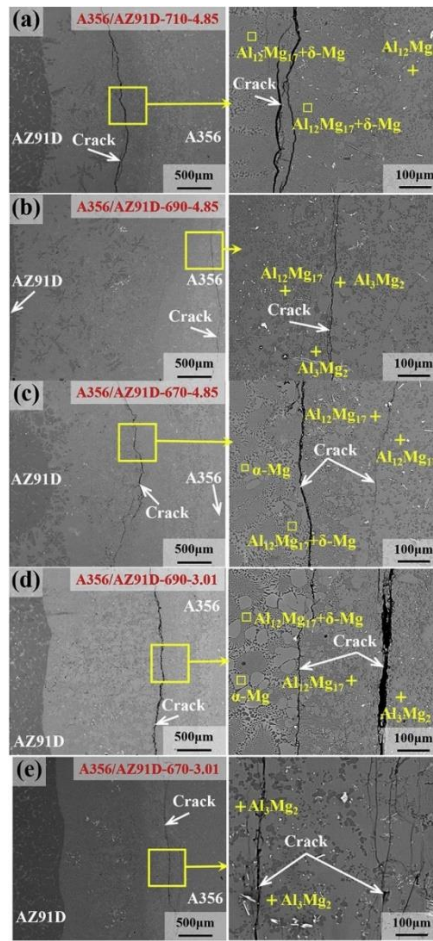 (a)
A356/AZ91D-710-4.85
AZ91D
Crack
A356
500μm
Al12Mg17+δ-Mg
Al12Mg
Crack
Al12Mg17+δ-Mg
100μm
(b)
A356/AZ91D-690-4.85
AZ91D
A356
Crack
500μm
Al12Mg17
Al3Mg2
Crack
Al3Mg2
100μm
(c)
A356/AZ91D-670-4.85
AZ91D
Crack
A356
500μm
Al12Mg17
α-Mg
Crack
Al12Mg17
Al12Mg17+δ-Mg
100μm
(d)
A356/AZ91D-690-3.01
A356
Crack
AZ91D
500μm
Al12Mg17+δ-Mg
Crack
α-Mg
Al12Mg17
Al3Mg2
100μm
(e)
A356/AZ91D-670-3.01
Crack
AZ91D
A356
500μm
Al3Mg2
Crack
Al3Mg2
100μm